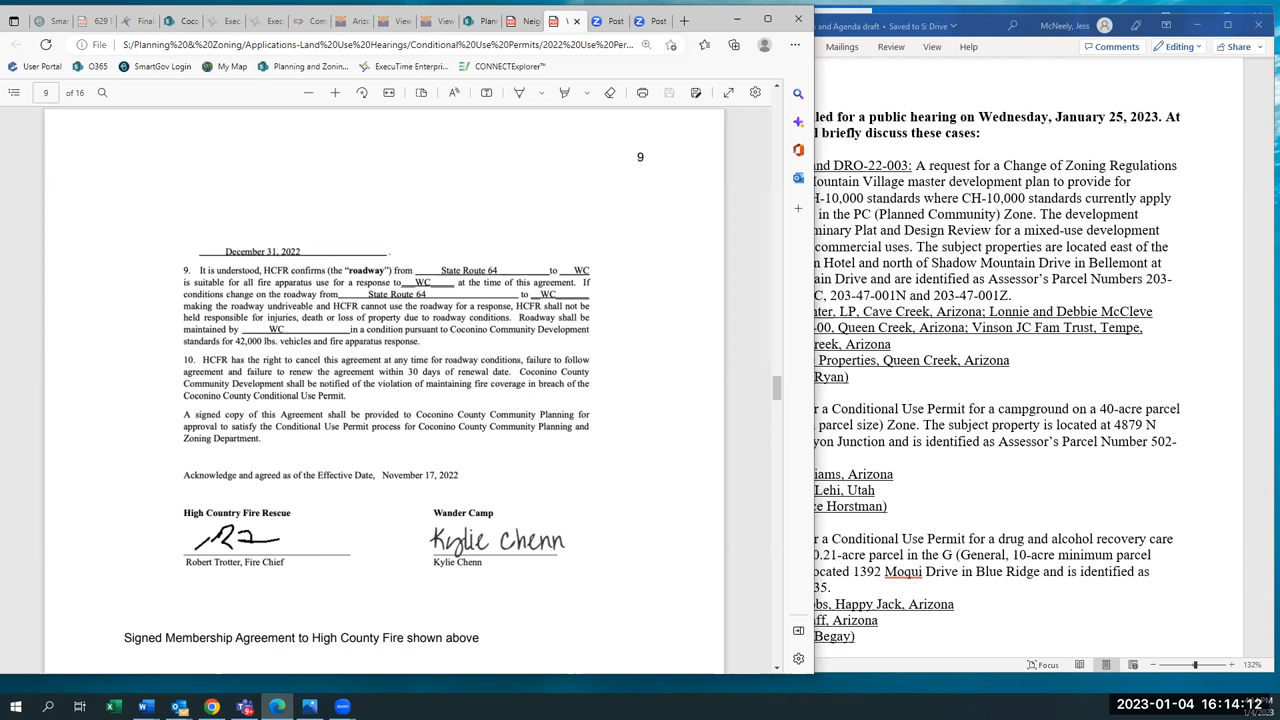 Sma
629
Coco
Exec
Ariz
View
View
Plan
Neig
Post
Post
File
S:/Planning%20&%20Zoning/Applications-Land%20Use%20Hearings/Conditional%20Use%20Permits/2022%20Use%20Per...
User Portal
O365
SmartGov Login
My Map
Planning and Zonin...
ExecuTime Enterpri...
CONNECTExplorer™
9 of 16
9
December 31, 2022 .
9. It is understood, HCFR confirms (the “roadway”) from State Route 64 to WC
is suitable for all fire apparatus use for a response to WC at the time of this agreement. If
conditions change on the roadway from State Route 64 to WC
making the roadway undriveable and HCFR cannot use the roadway for a response, HCFR shall not be
held responsible for injuries, death or loss of property due to roadway conditions. Roadway shall be
maintained by WC in a condition pursuant to Coconino Community Development
standards for 42,000 lbs. vehicles and fire apparatus response.
10. HCFR has the right to cancel this agreement at any time for roadway conditions, failure to follow
agreement and failure to renew the agreement within 30 days of renewal date. Coconino County
Community Development shall be notified of the violation of maintaining fire coverage in breach of the
Coconino County Conditional Use Permit.
A signed copy of this Agreement shall be provided to Coconino County Community Planning for
approval to satisfy the Conditional Use Permit process for Coconino County Community Planning and
Zoning Department.
Acknowledge and agreed as of the Effective Date, November 17, 2022
High Country Fire Rescue
Wander Camp
Kylie Chenn
Robert Trotter, Fire Chief
Kylie Chenn
Signed Membership Agreement to High County Fire shown above
and Agenda draft • Saved to S: Drive
McNeely, Jess
Mailings
Review
View
Help
Comments
Editing
Share
led for a public hearing on Wednesday, January 25, 2023. At
l briefly discuss these cases:
and DRO-22-003: A request for a Change of Zoning Regulations
Mountain Village master development plan to provide for
H-10,000 standards where CH-10,000 standards currently apply
in the PC (Planned Community) Zone. The development
minary Plat and Design Review for a mixed-use development
commercial uses. The subject properties are located east of the
n Hotel and north of Shadow Mountain Drive in Bellemont at
ain Drive and are identified as Assessor’s Parcel Numbers 203-
C, 203-47-001N and 203-47-001Z.
nter, LP, Cave Creek, Arizona; Lonnie and Debbie McCleve
00, Queen Creek, Arizona; Vinson JC Fam Trust, Tempe,
reek, Arizona
Properties, Queen Creek, Arizona
Ryan)
r a Conditional Use Permit for a campground on a 40-acre parcel
parcel size) Zone. The subject property is located at 4879 N
yon Junction and is identified as Assessor’s Parcel Number 502-
iams, Arizona
Lehi, Utah
ce Horstman)
r a Conditional Use Permit for a drug and alcohol recovery care
0.21-acre parcel in the G (General, 10-acre minimum parcel
ocated 1392 Moqui Drive in Blue Ridge and is identified as
35.
bbs, Happy Jack, Arizona
aff, Arizona
Begay)
Focus
132%
2023-01-04 16:14:12
1/4/2023